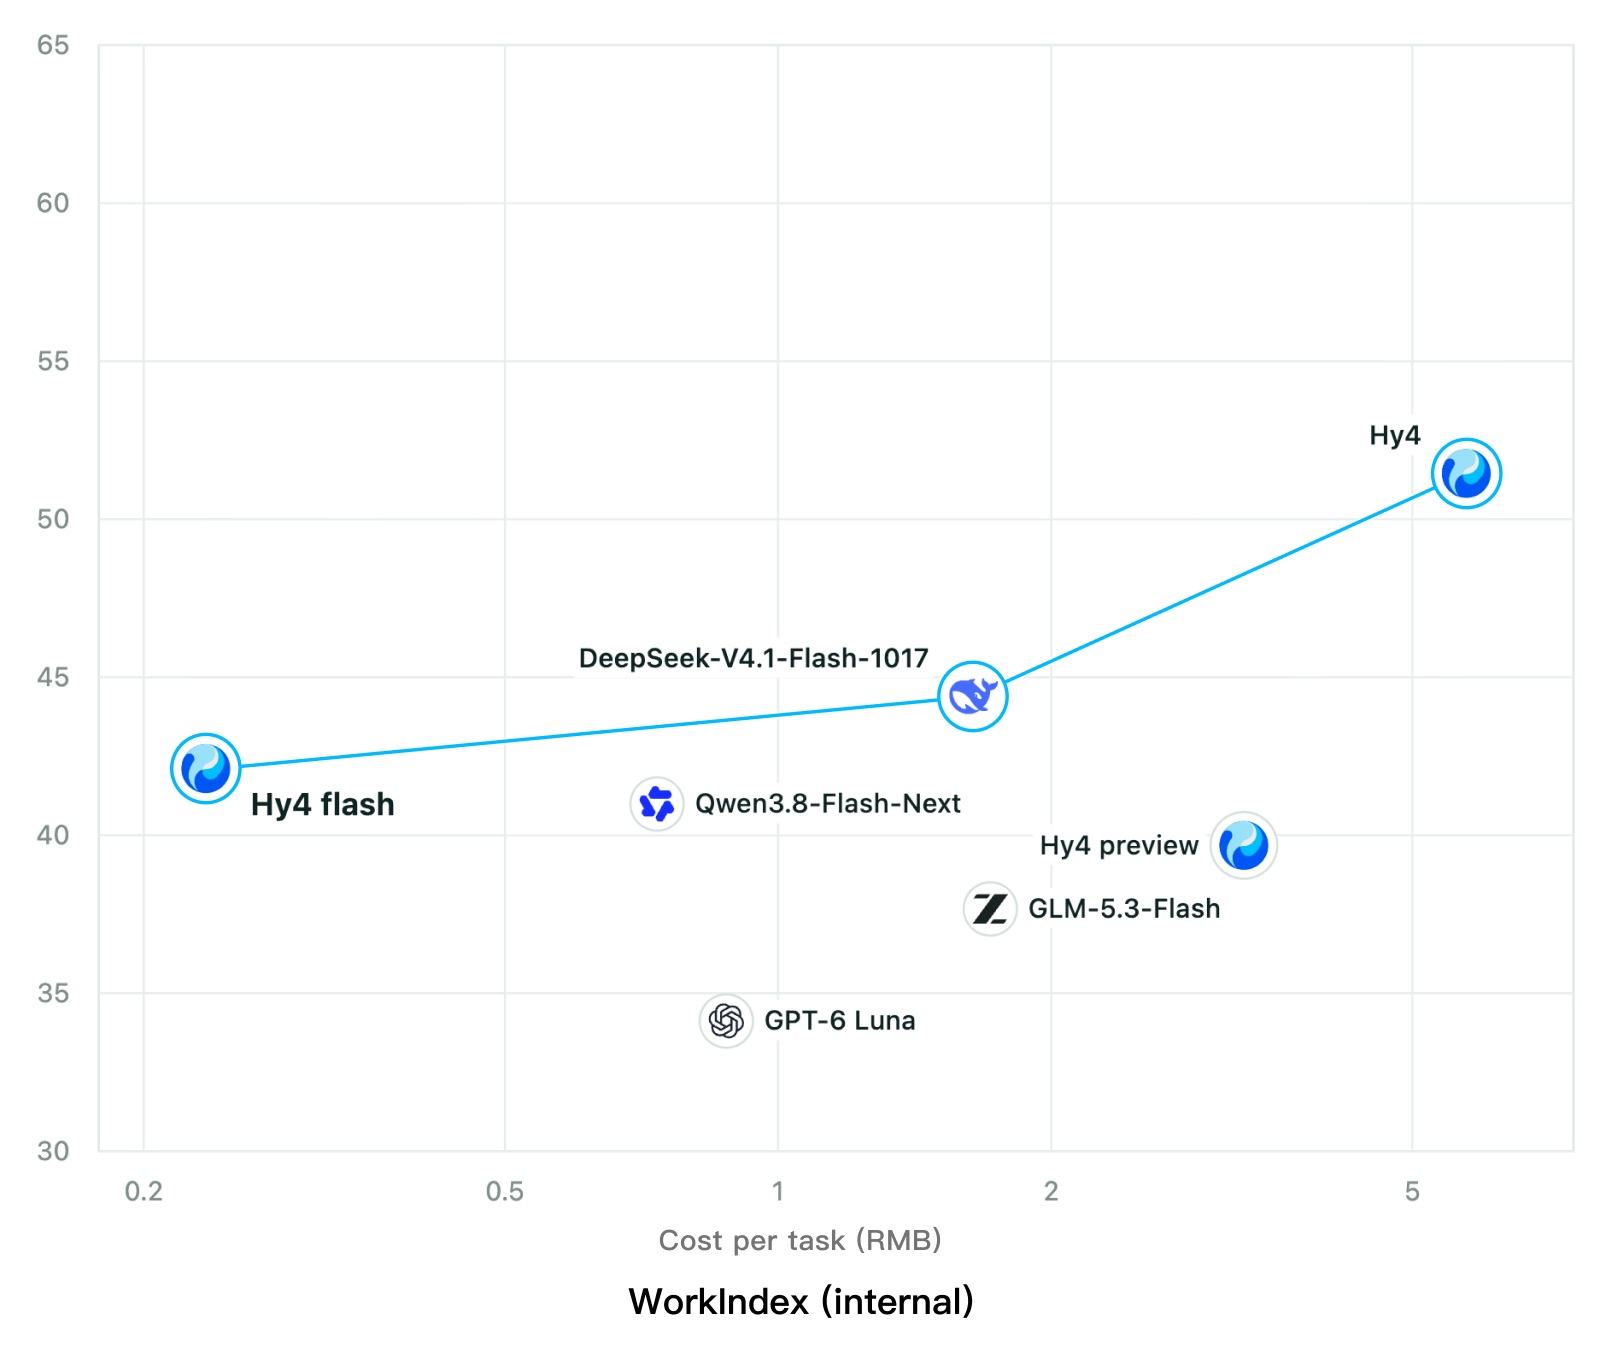 65
60
55
50
45
40
35
30
Hy4
DeepSeek-V4.1-Flash-1017
Hy4 flash
Qwen3.8-Flash-Next
Hy4 preview
GLM-5.3-Flash
GPT-6 Luna
0.2 0.5 1 2 5
Cost per task (RMB)
WorkIndex (internal)